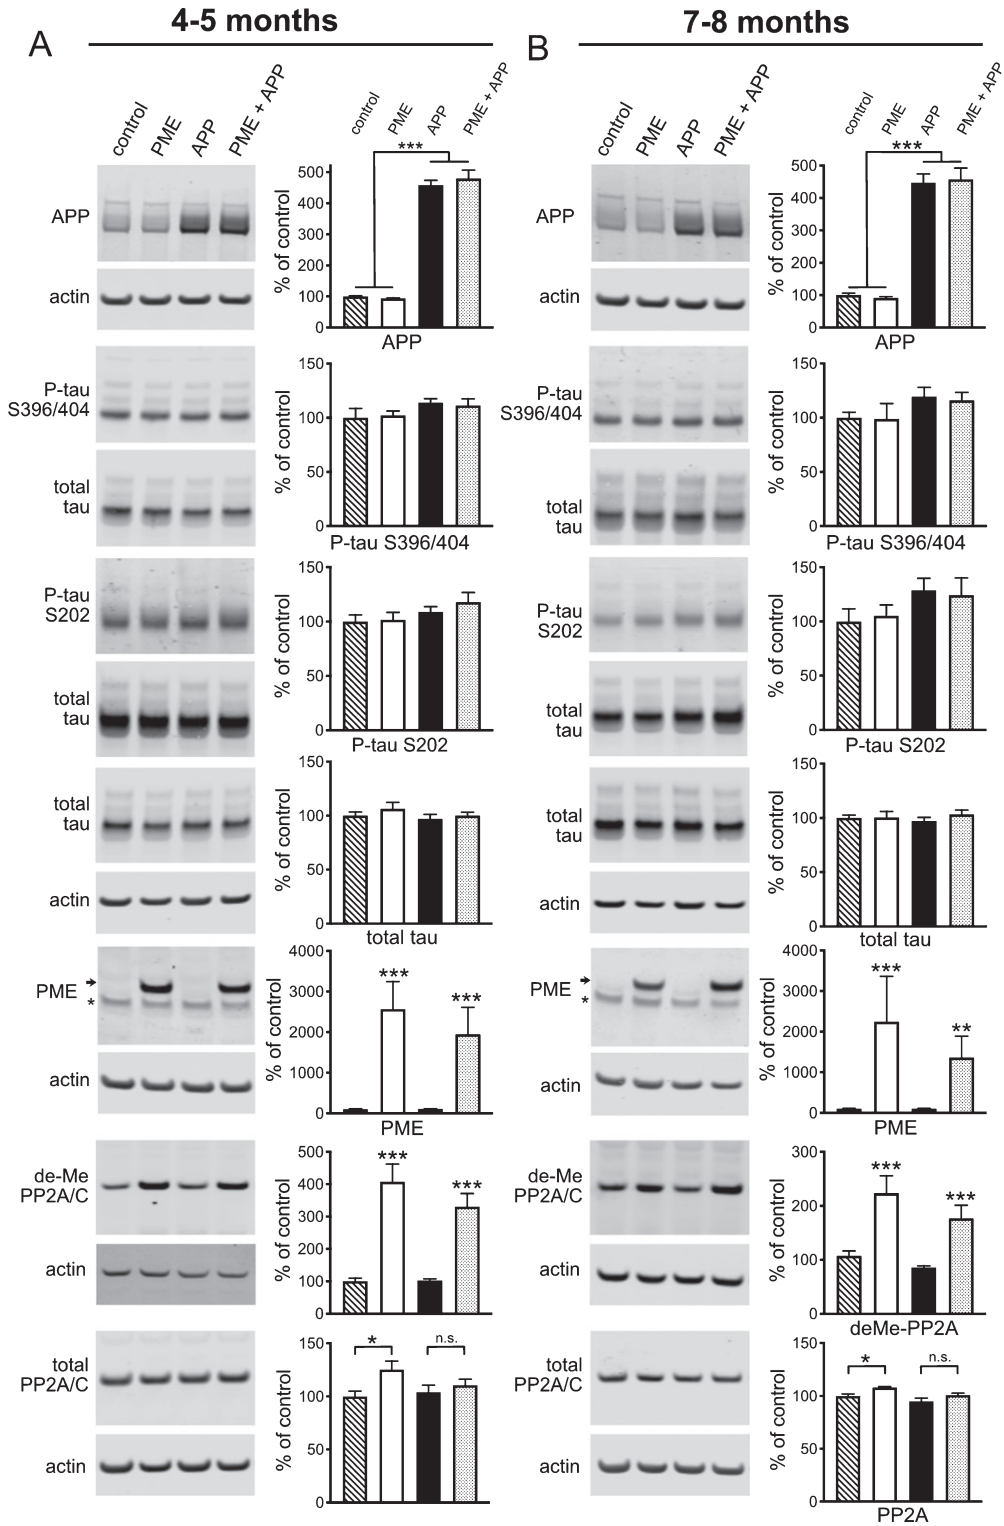 4-5 months
A
control
PME
APP
PME + APP
control
PME
APP
PME + APP
***
APP
actin
% of control
500
400
300
200
100
0
APP
P-tau
S396/404
total
tau
% of control
150
100
50
0
P-tau S396/404
P-tau
S202
total
tau
% of control
150
100
50
0
P-tau S202
total
tau
actin
% of control
150
100
50
0
total tau
PME
*
actin
% of control
4000
3000
2000
1000
0
***
***
PME
de-Me
PP2A/C
actin
% of control
500
400
300
200
100
0
***
***
total
PP2A/C
actin
% of control
150
100
50
0
*
n.s.
7-8 months
B
control
PME
APP
PME + APP
control
PME
APP
PME + APP
***
APP
actin
% of control
500
400
300
200
100
0
APP
P-tau
S396/404
total
tau
% of control
150
100
50
0
P-tau S396/404
P-tau
S202
total
tau
% of control
150
100
50
0
P-tau S202
total
tau
actin
% of control
150
100
50
0
total tau
PME
*
actin
% of control
4000
3000
2000
1000
0
***
**
PME
de-Me
PP2A/C
actin
% of control
300
200
100
0
***
***
deMe-PP2A
total
PP2A/C
actin
% of control
150
100
50
0
*
n.s.
PP2A